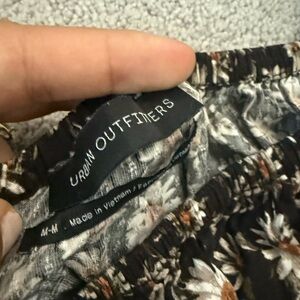 URBAN OUTFITTERS
M-M Made in Vietnam /